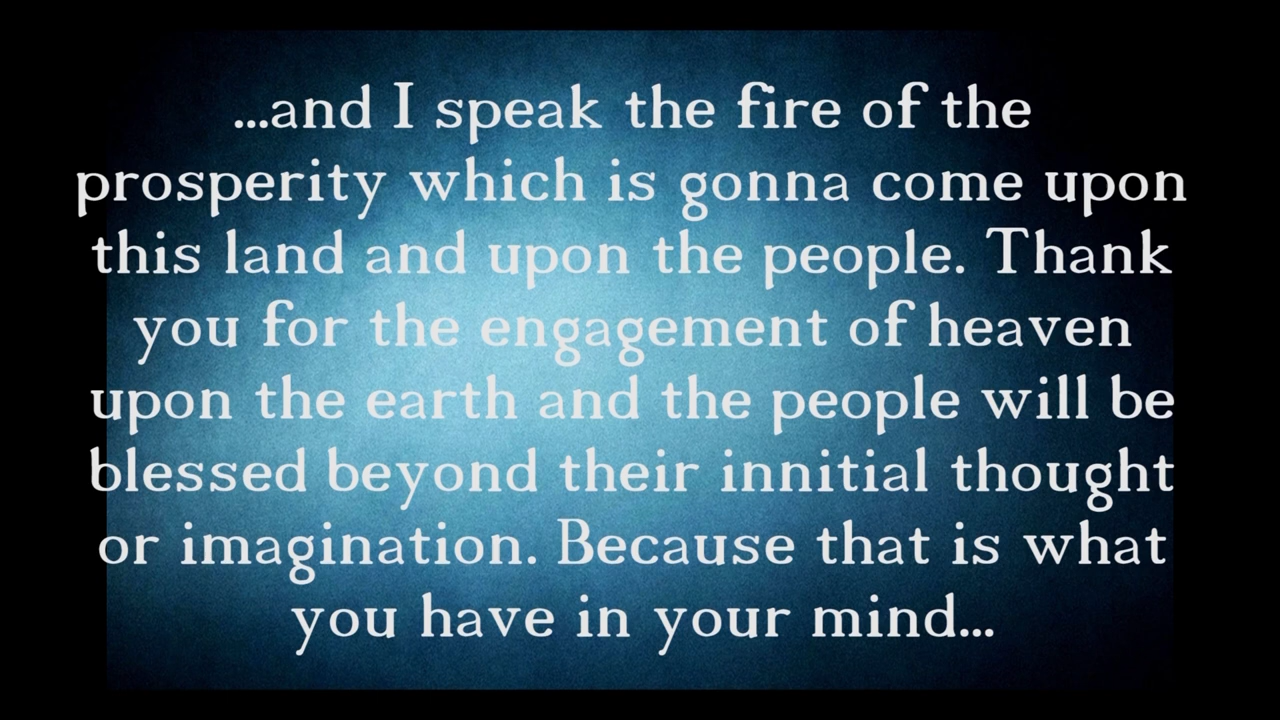 ...and I speak the fire of the
prosperity which is gonna come upon
this land and upon the people. Thank
you for the engagement of heaven
upon the earth and the people will be
blessed beyond their innitial thought
or imagination. Because that is what
you have in your mind...